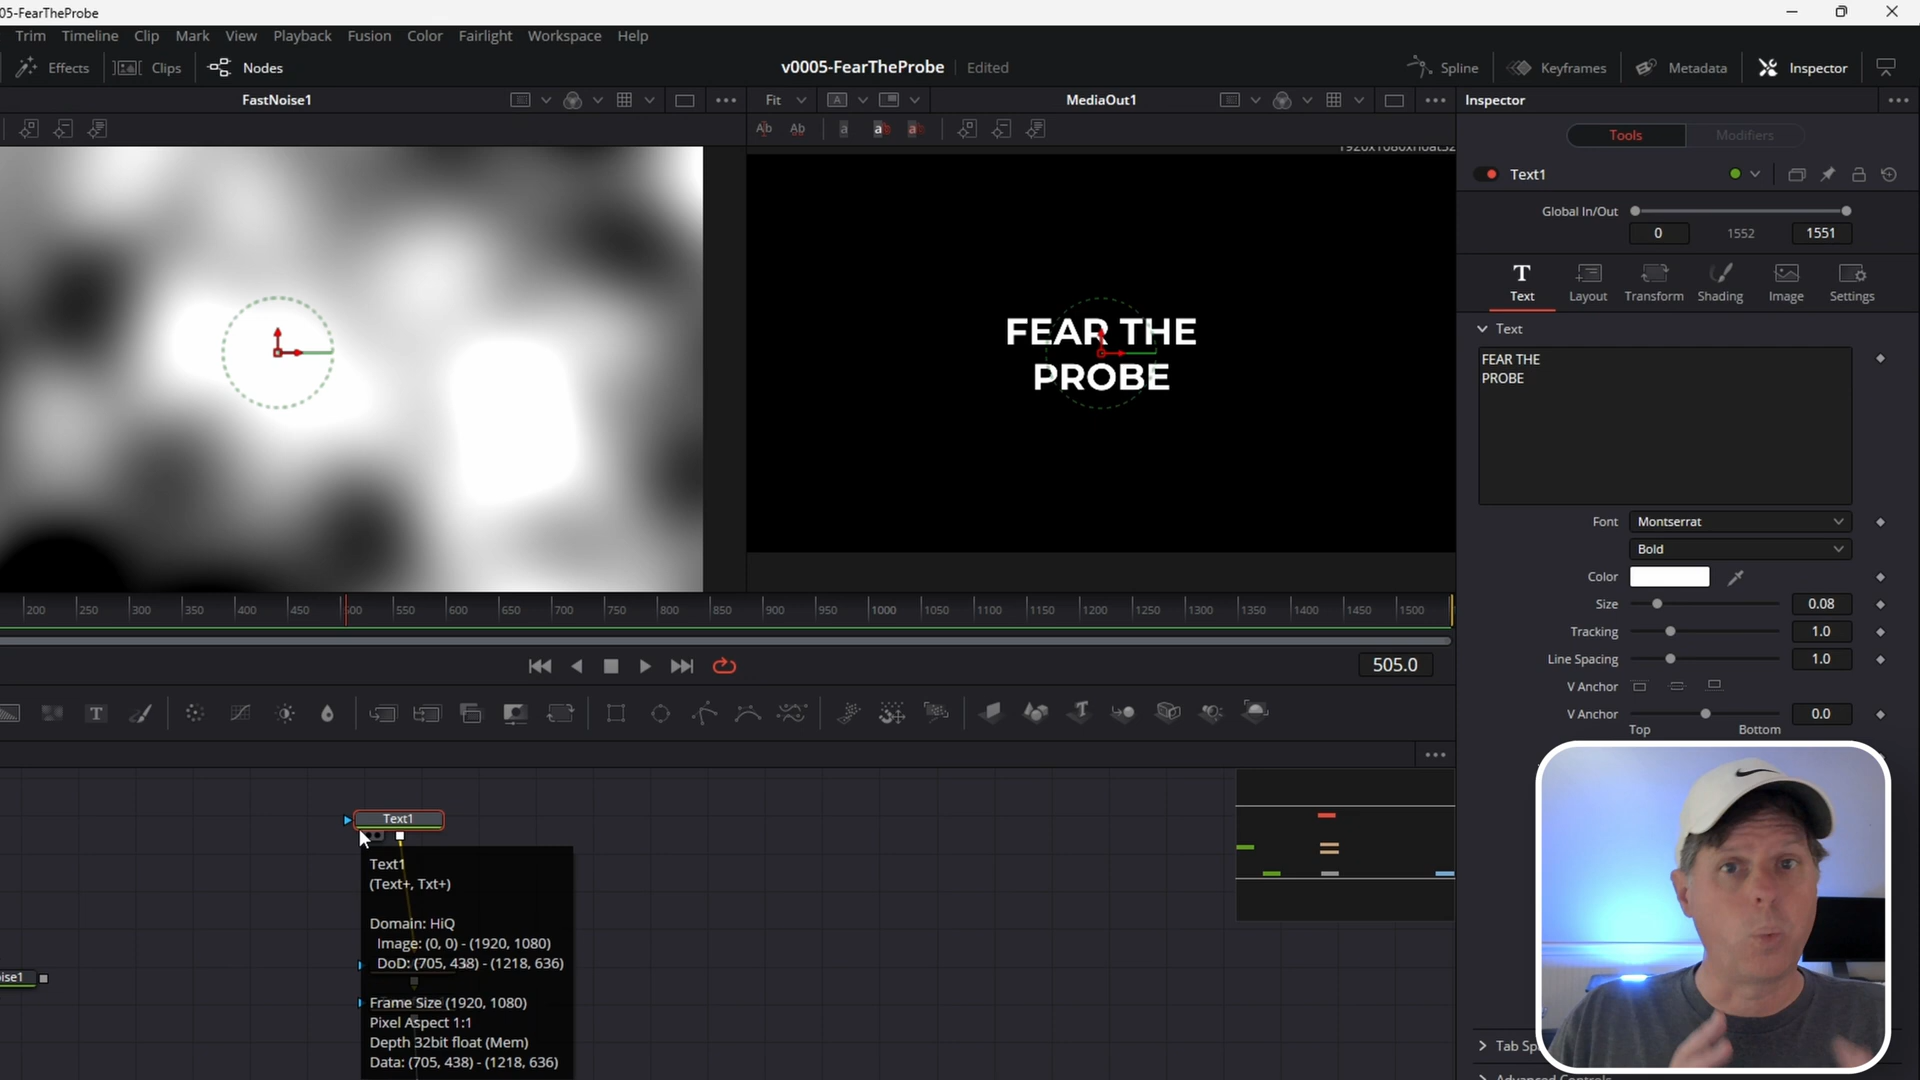 05-FearTheProbe
Trim Timeline Clip Mark View Playback Fusion Color Fairlight Workspace Help
Effects Clips Nodes v0005-FearTheProbe Edited Spline Keyframes Metadata Inspector
FastNoise1 Fit A MediaOut1 Inspector
Ab Ab a a a
Tools Modifiers
Text1
Global In/Out
0 1552 1551
T
Text Layout Transform Shading Image Settings
Text
FEAR THE
PROBE
FEAR THE
PROBE
Font Montserrat
Bold
Color
Size 0.08
Tracking 1.0
Line Spacing 1.0
V Anchor
V Anchor 0.0
Top Bottom
200 250 300 350 400 450 500 550 600 650 700 750 800 850 900 950 1000 1050 1100 1150 1200 1250 1300 1350 1400 1450 1500
505.0
T
Text1
Text1
(Text+, Txt+)
Domain: HiQ
Image: (0, 0) - (1920, 1080)
DoD: (705, 438) - (1218, 636)
Frame Size (1920, 1080)
Pixel Aspect 1:1
Depth 32bit float (Mem)
Data: (705, 438) - (1218, 636)
ise1
Tab Sp